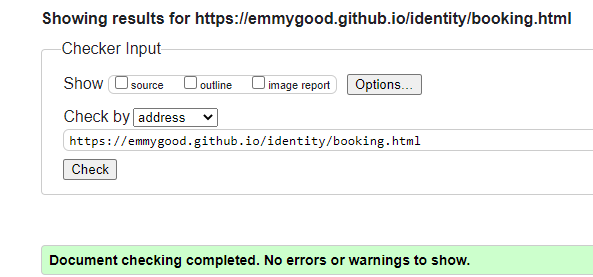 Showing results for https://emmygood.github.io/identity/booking.html
Checker Input
Show source outline image report Options...
Check by address
https://emmygood.github.io/identity/booking.html
Check
Document checking completed. No errors or warnings to show.